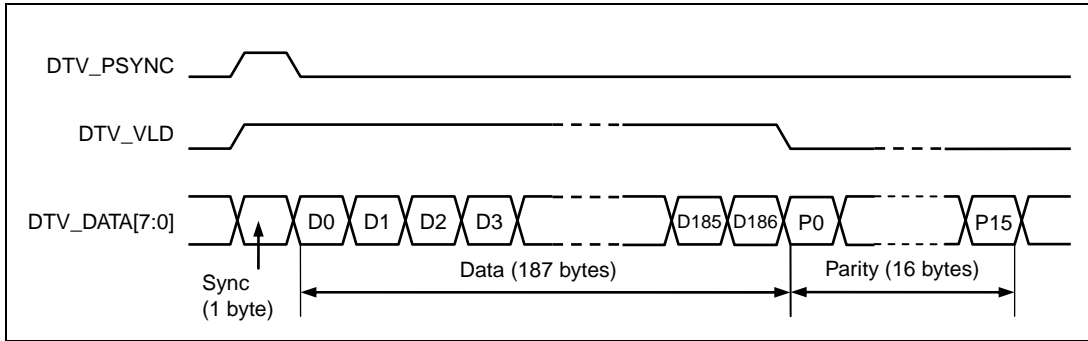 DTV_PSYNC
DTV_VLD
DTV_DATA[7:0] D0 D1 D2 D3 D185 D186 P0 P15
Data (187 bytes) Parity (16 bytes)
Sync
(1 byte)